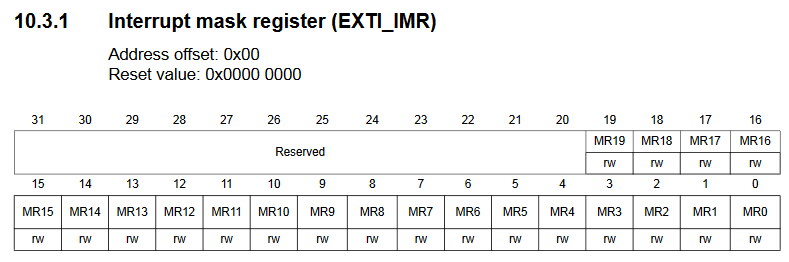 10.3.1 Interrupt mask register (EXTI_IMR)
Address offset: 0x00
Reset value: 0x0000 0000
31 30 29 28 27 26 25 24 23 22 21 20 19 18 17 16
Reserved MR19 MR18 MR17 MR16
rw rw rw rw
15 14 13 12 11 10 9 8 7 6 5 4 3 2 1 0
MR15 MR14 MR13 MR12 MR11 MR10 MR9 MR8 MR7 MR6 MR5 MR4 MR3 MR2 MR1 MR0
rw rw rw rw rw rw rw rw rw rw rw rw rw rw rw rw